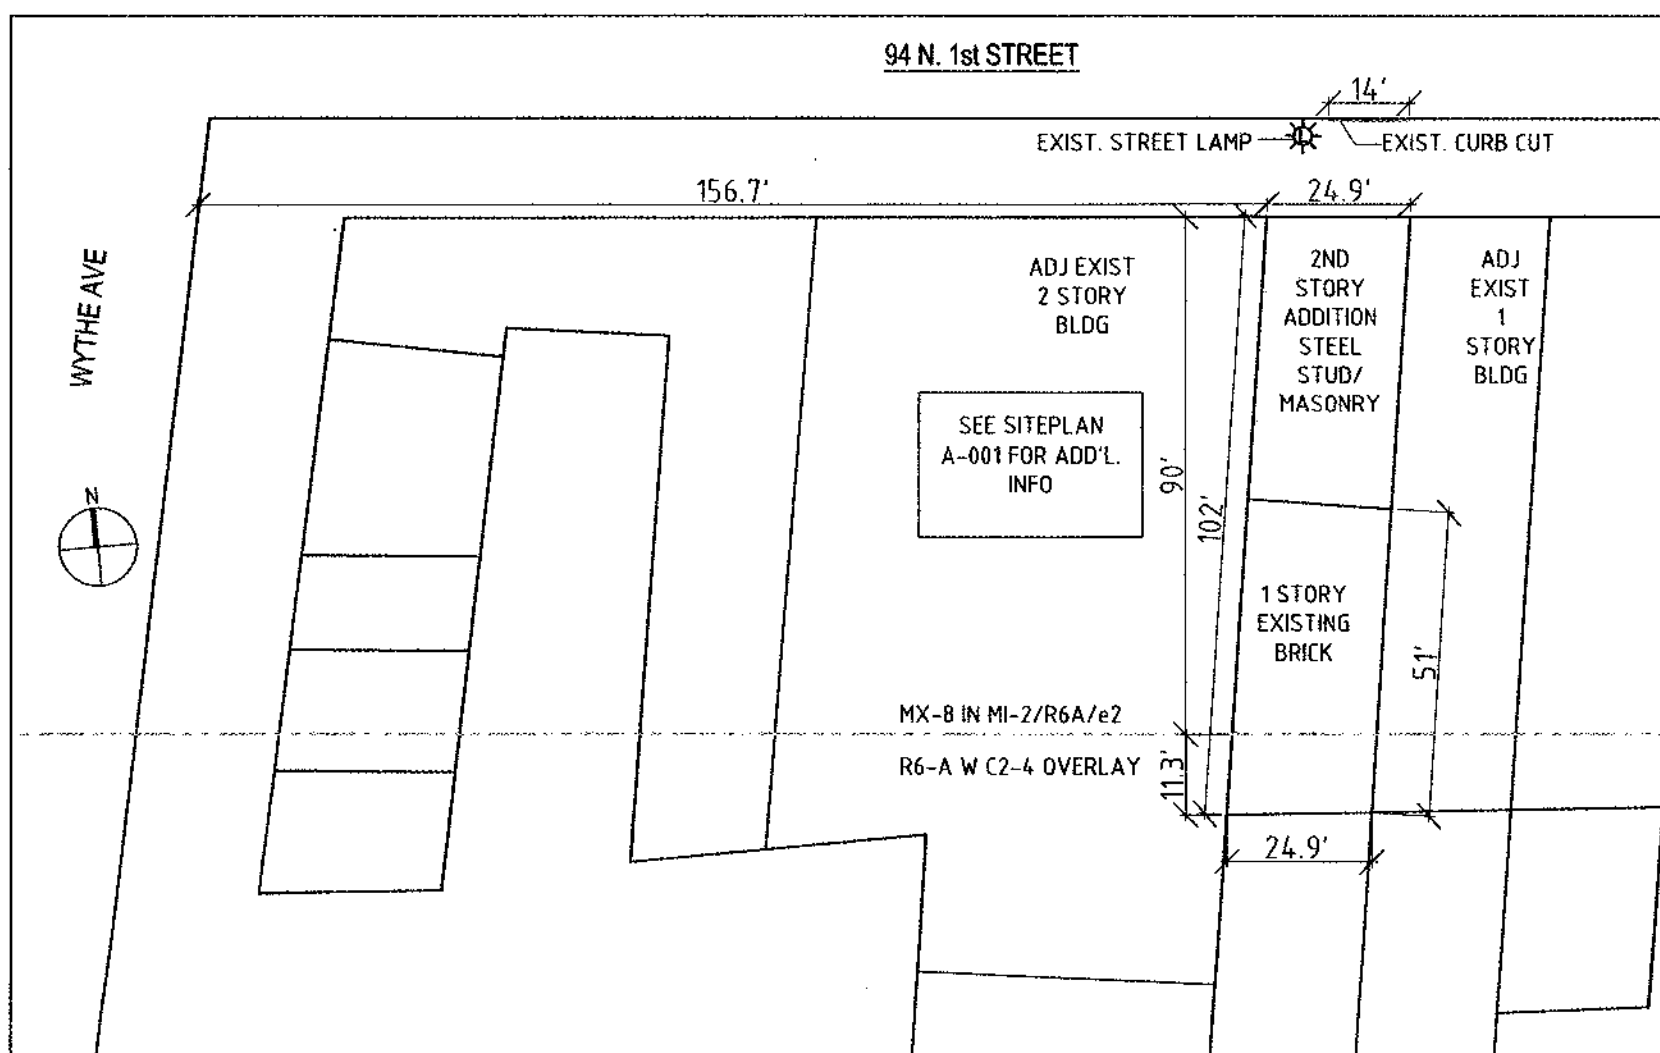 94 N. 1st STREET
14'
EXIST. STREET LAMP
EXIST. CURB CUT
156.7'
24.9'
WYTHE AVE
ADJ EXIST
2 STORY
BLDG
2ND
STORY
ADDITION
STEEL
STUD/
MASONRY
ADJ
EXIST
1
STORY
BLDG
SEE SITEPLAN
A-001 FOR ADD'L.
INFO
90'
102'
N
1 STORY
EXISTING
BRICK
51'
MX-8 IN MI-2/R6A/e2
R6-A W C2-4 OVERLAY
11.3'
24.9'